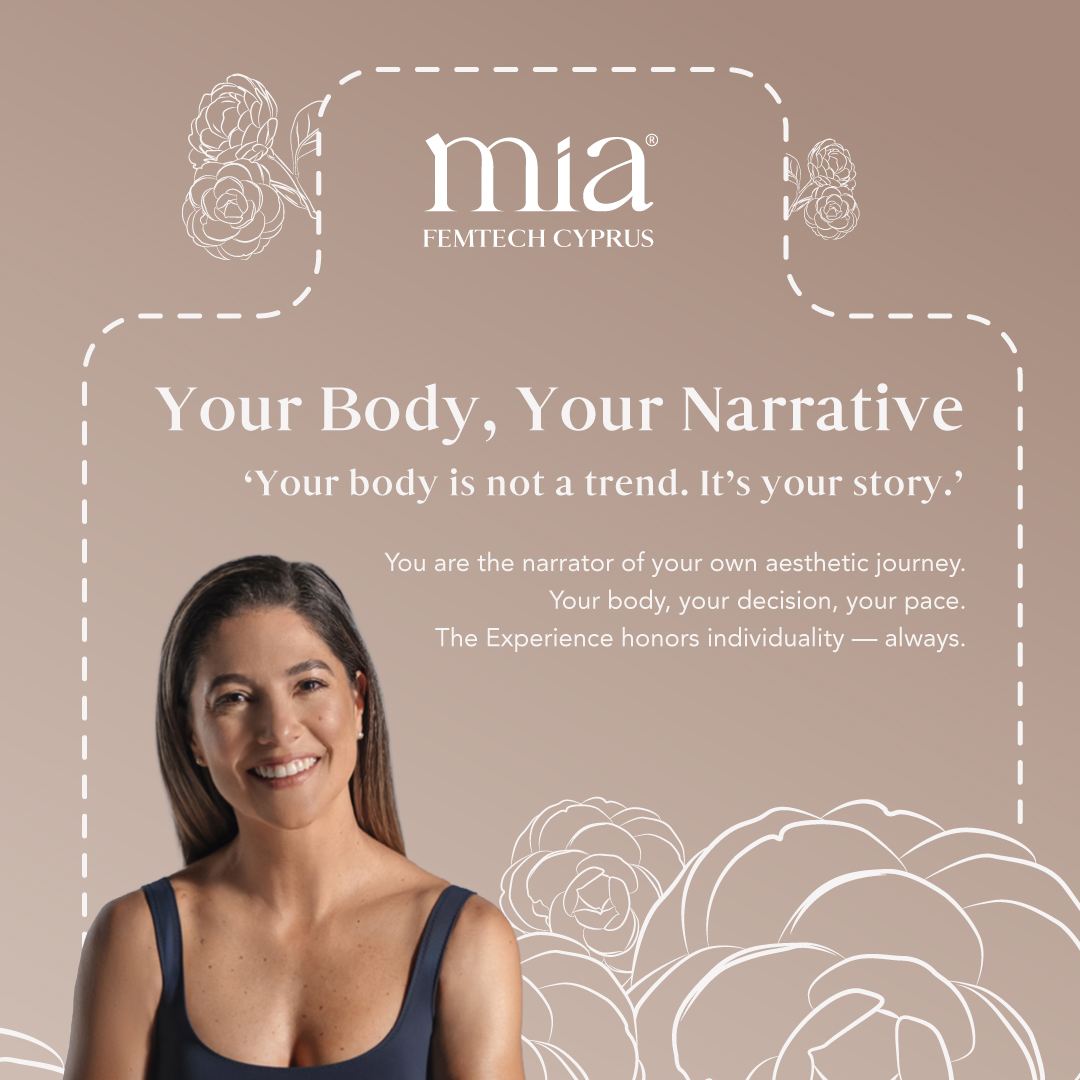 mia®
FEMTECH CYPRUS
Your Body, Your Narrative
‘Your body is not a trend. It’s your story.’
You are the narrator of your own aesthetic journey.
Your body, your decision, your pace.
The Experience honors individuality — always.